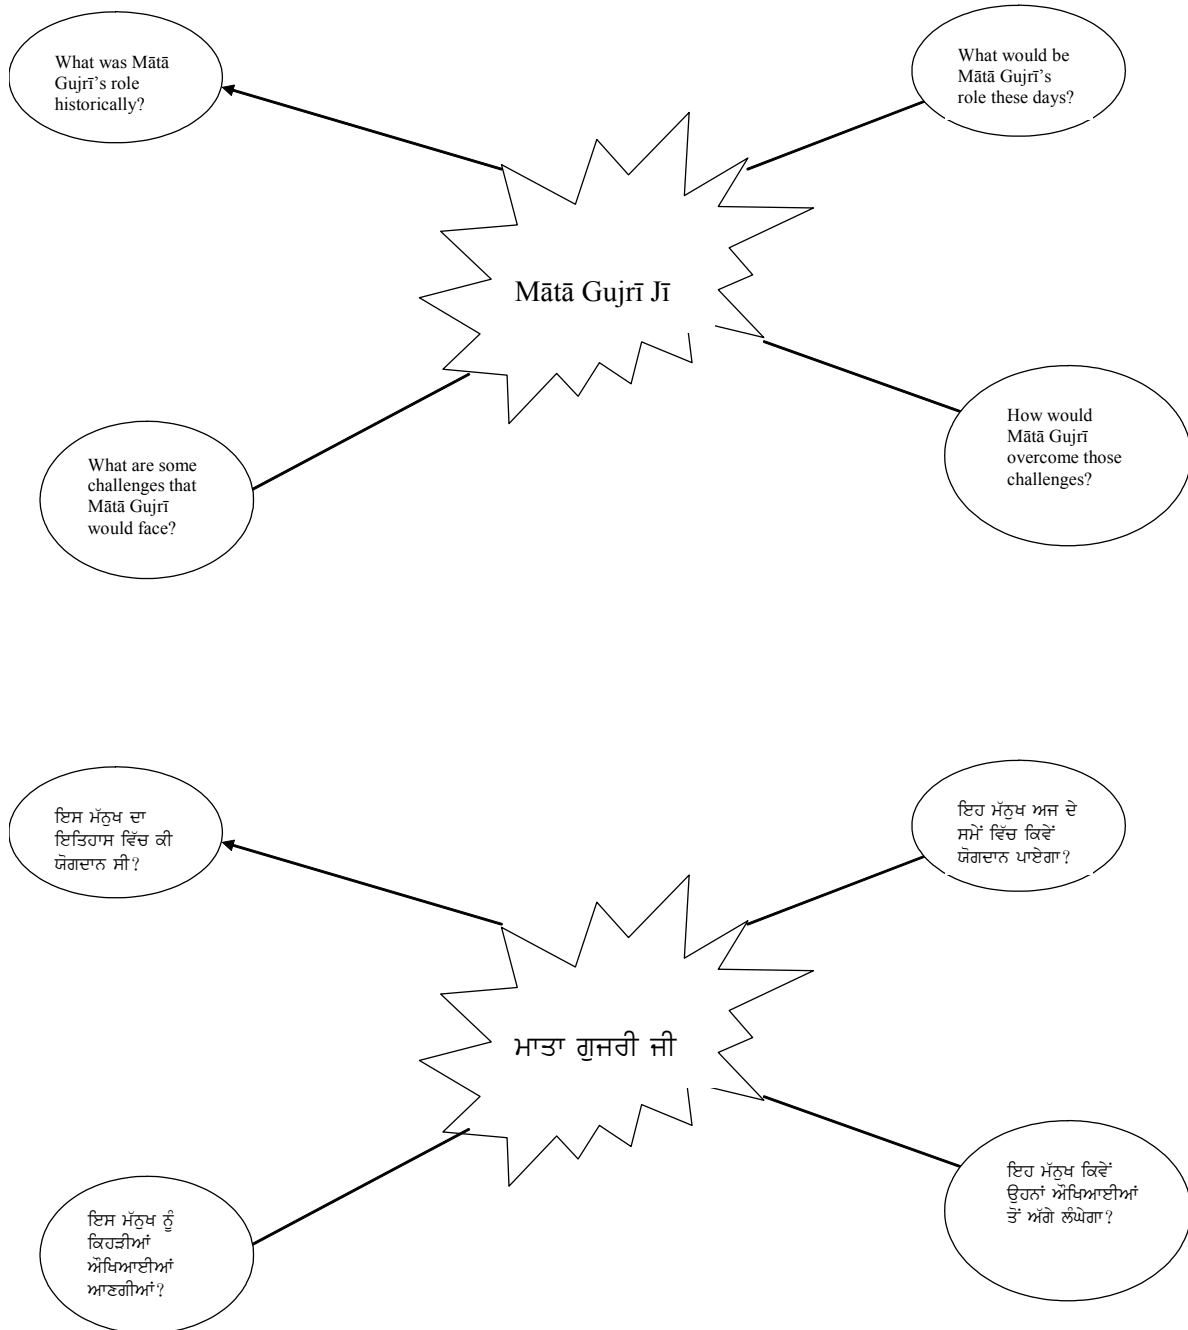 What was Mātā
Gujrī's role
historically?
What would be
Mātā Gujrī's
role these days?
Mātā Gujrī Jī
What are some
challenges that
Mātā Gujrī
would face?
How would
Mātā Gujrī
overcome those
challenges?
ਇਸ ਮੱਨੁਖ ਦਾ
ਇਤਿਹਾਸ ਵਿੱਚ ਕੀ
ਯੋਗਦਾਨ ਸੀ?
ਇਹ ਮੱਨੁਖ ਅਜ ਦੇ
ਸਮੇਂ ਵਿੱਚ ਕਿਵੇਂ
ਯੋਗਦਾਨ ਪਾਏਗਾ?
ਮਾਤਾ ਗੁਜਰੀ ਜੀ
ਇਸ ਮੱਨੁਖ ਨੂੰ
ਕਿਹੜੀਆਂ
ਔਖਿਆਈਆਂ
ਆਣਗੀਆਂ?
ਇਹ ਮੱਨੁਖ ਕਿਵੇਂ
ਉਹਨਾਂ ਔਖਿਆਈਆਂ
ਤੋਂ ਅੱਗੇ ਲੰਘੇਗਾ?